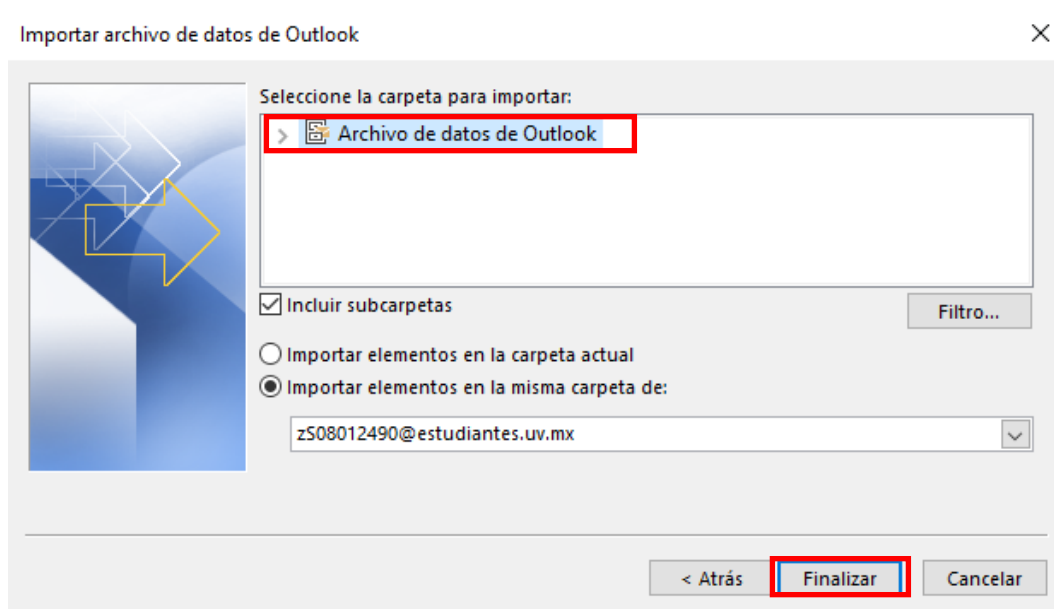 Importar archivo de datos de Outlook
Seleccione la carpeta para importar:
Archivo de datos de Outlook
Incluir subcarpetas
Filtro...
Importar elementos en la carpeta actual
Importar elementos en la misma carpeta de:
zS08012490@estudiantes.uv.mx
< Atrás Finalizar Cancelar